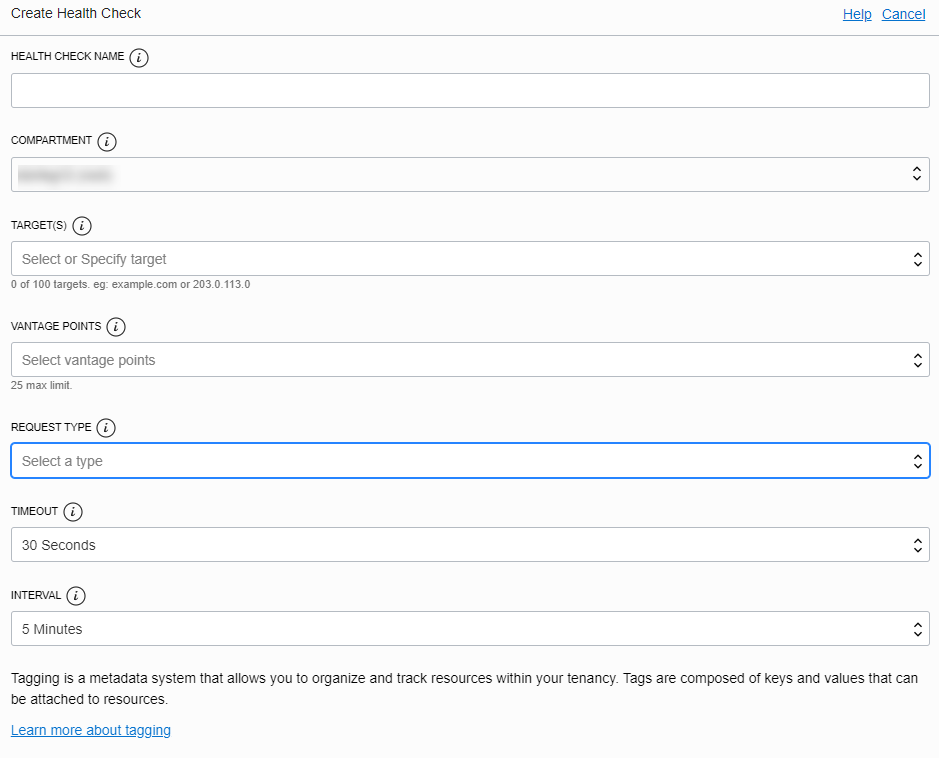 Create Health Check
Help Cancel
HEALTH CHECK NAME i
COMPARTMENT i
TARGET(S) i
Select or Specify target
0 of 100 targets. eg: example.com or 203.0.113.0
VANTAGE POINTS i
Select vantage points
25 max limit.
REQUEST TYPE i
Select a type
TIMEOUT i
30 Seconds
INTERVAL i
5 Minutes
Tagging is a metadata system that allows you to organize and track resources within your tenancy. Tags are composed of keys and values that can
be attached to resources.
Learn more about tagging